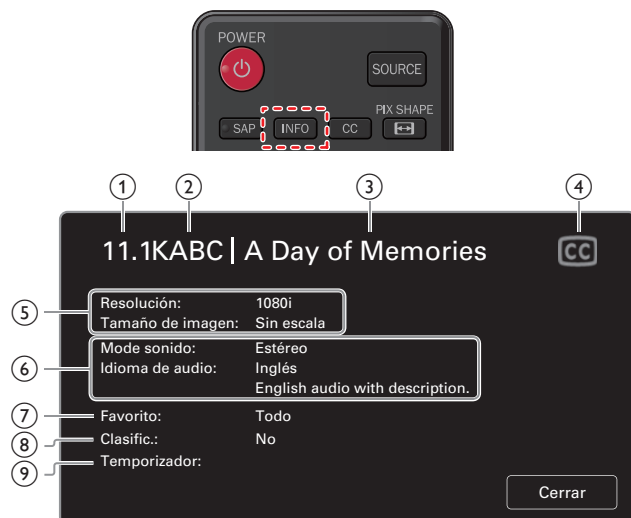 POWER
SOURCE
PIX SHAPE
SAP INFO CC
1 2 3 4
11.1KABC | A Day of Memories CC
5 Resolución: 1080i
Tamaño de imagen: Sin escala
6 Mode sonido: Estéreo
Idioma de audio: Inglés
English audio with description.
7 Favorito: Todo
8 Clasific.: No
9 Temporizador:
Cerrar